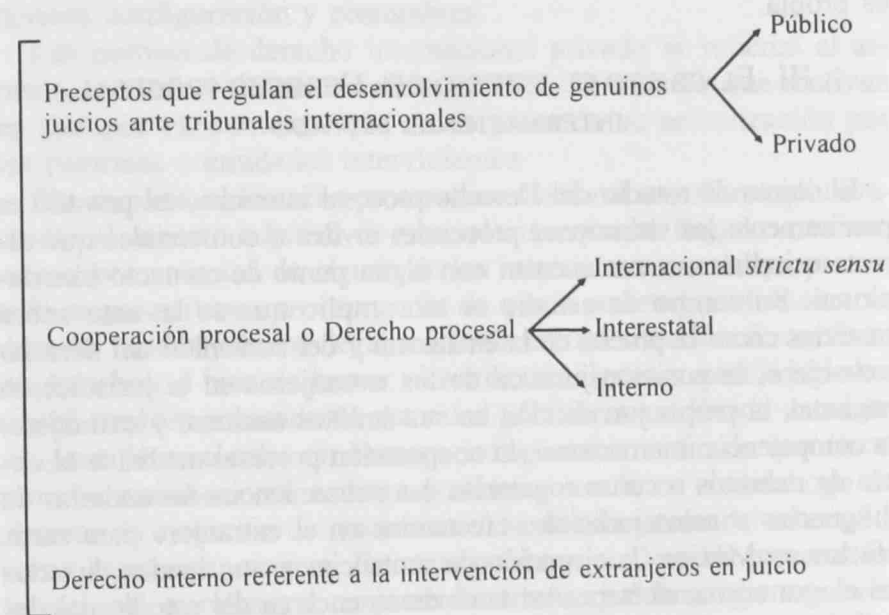 Público
Preceptos que regulan el desenvolvimiento de genuinos
juicios ante tribunales internacionales
Privado
Internacional strictu sensu
Cooperación procesal o Derecho procesal
Interestatal
Interno
Derecho interno referente a la intervención de extranjeros en juicio